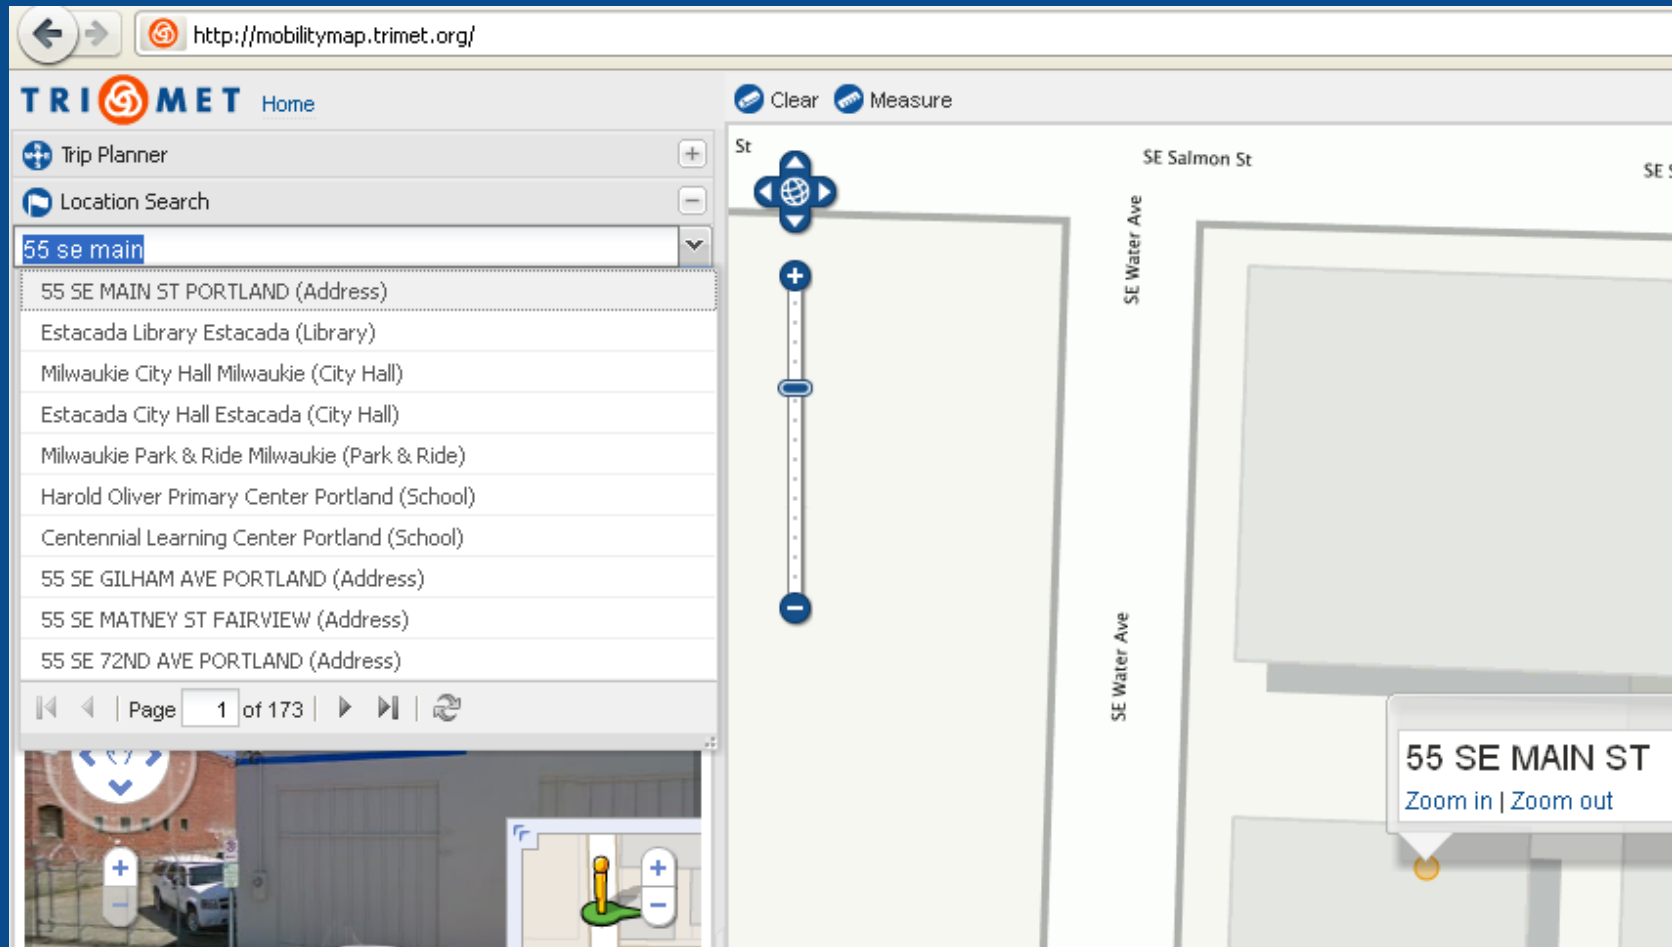 http://mobilitymap.trimet.org/
TRI MET Home
Clear Measure
Trip Planner
Location Search
55 se main
55 SE MAIN ST PORTLAND (Address)
Estacada Library Estacada (Library)
Milwaukie City Hall Milwaukie (City Hall)
Estacada City Hall Estacada (City Hall)
Milwaukie Park & Ride Milwaukie (Park & Ride)
Harold Oliver Primary Center Portland (School)
Centennial Learning Center Portland (School)
55 SE GILHAM AVE PORTLAND (Address)
55 SE MATNEY ST FAIRVIEW (Address)
55 SE 72ND AVE PORTLAND (Address)
Page 1 of 173
St
SE Salmon St
SE S
SE Water Ave
SE Water Ave
55 SE MAIN ST
Zoom in | Zoom out